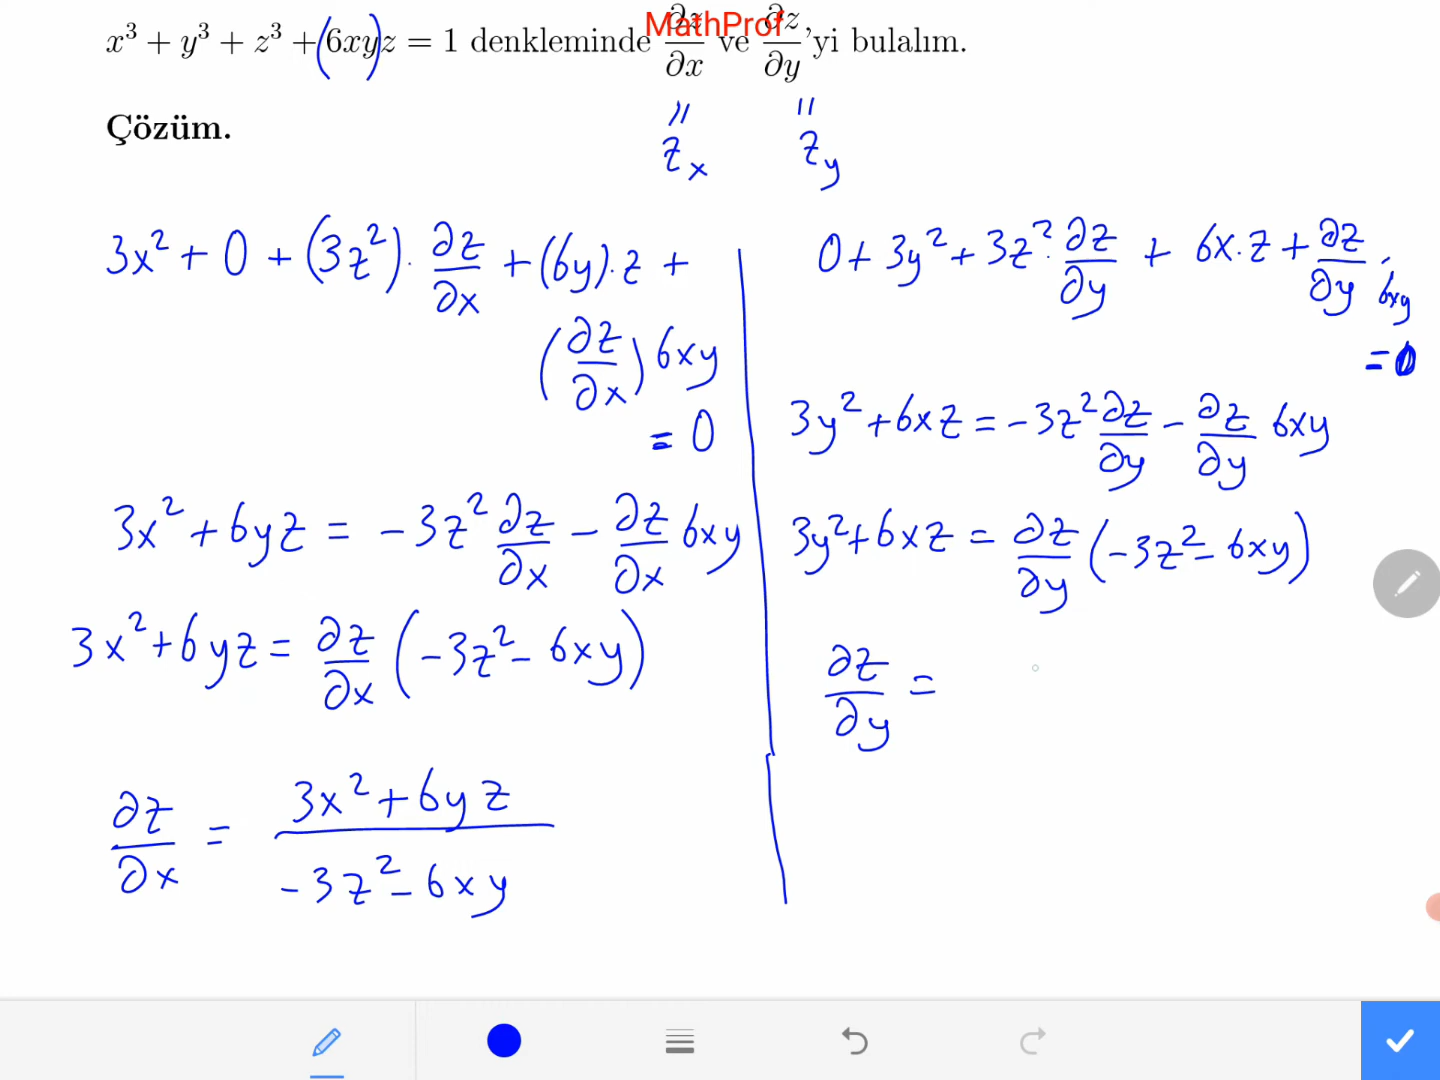 MathProf
x³ + y³ + z³ + (6xy)z = 1 denkleminde ∂z/∂x ve ∂z/∂y 'yi bulalım.
Çözüm.
= z_x
= z_y
3x² + 0 + (3z²) · ∂z/∂x + (6y) · z +
(∂z/∂x) 6xy
= 0
3x² + 6yz = -3z² ∂z/∂x - ∂z/∂x 6xy
3x² + 6yz = ∂z/∂x (-3z² - 6xy)
∂z/∂x = (3x² + 6yz)/(-3z² - 6xy)
0 + 3y² + 3z² · ∂z/∂y + 6x · z + ∂z/∂y · 6xy
= 0
3y² + 6xz = -3z² ∂z/∂y - ∂z/∂y 6xy
3y² + 6xz = ∂z/∂y (-3z² - 6xy)
∂z/∂y =